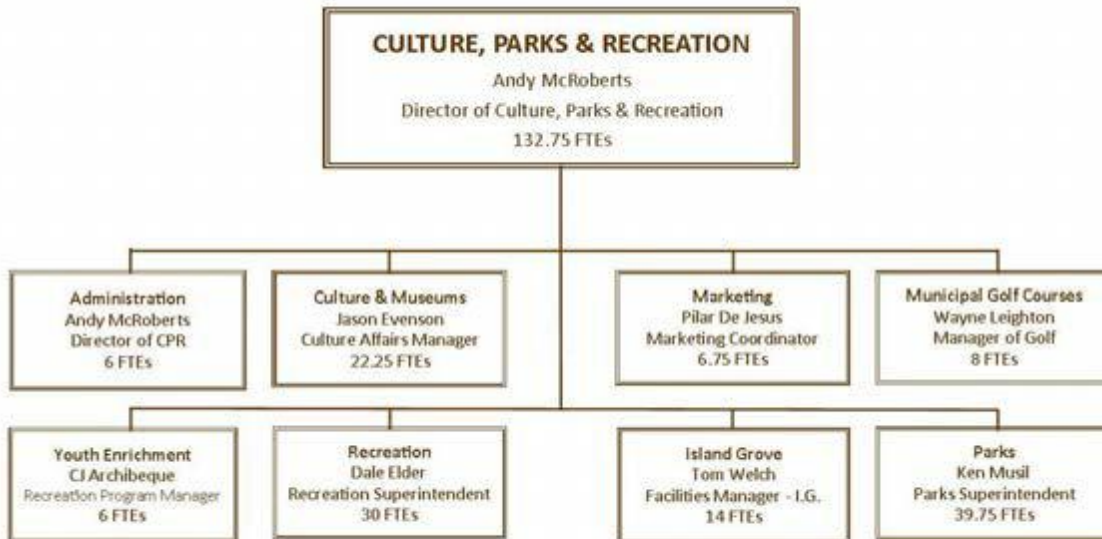 CULTURE, PARKS & RECREATION
Andy McRoberts
Director of Culture, Parks & Recreation
132.75 FTEs
Administration
Andy McRoberts
Director of CPR
6 FTEs
Culture & Museums
Jason Evenson
Culture Affairs Manager
22.25 FTEs
Marketing
Pilar De Jesus
Marketing Coordinator
6.75 FTEs
Municipal Golf Courses
Wayne Leighton
Manager of Golf
8 FTEs
Youth Enrichment
CJ Archibeque
Recreation Program Manager
6 FTEs
Recreation
Dale Elder
Recreation Superintendent
30 FTEs
Island Grove
Tom Welch
Facilities Manager - I.G.
14 FTEs
Parks
Ken Musil
Parks Superintendent
39.75 FTEs